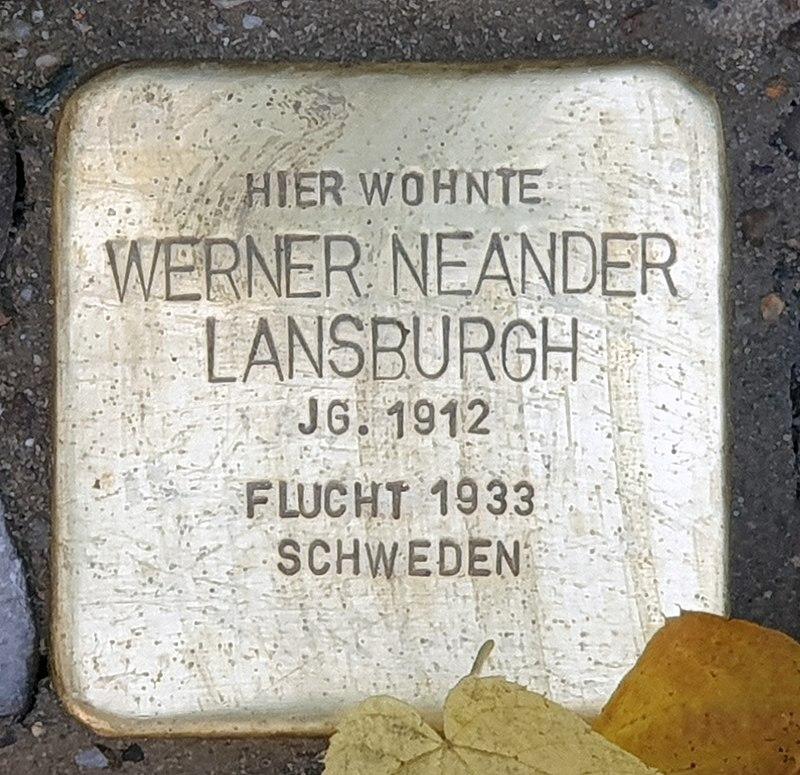 HIER WOHNTE
WERNER NEANDER
LANSBURGH
JG. 1912
FLUCHT 1933
SCHWEDEN